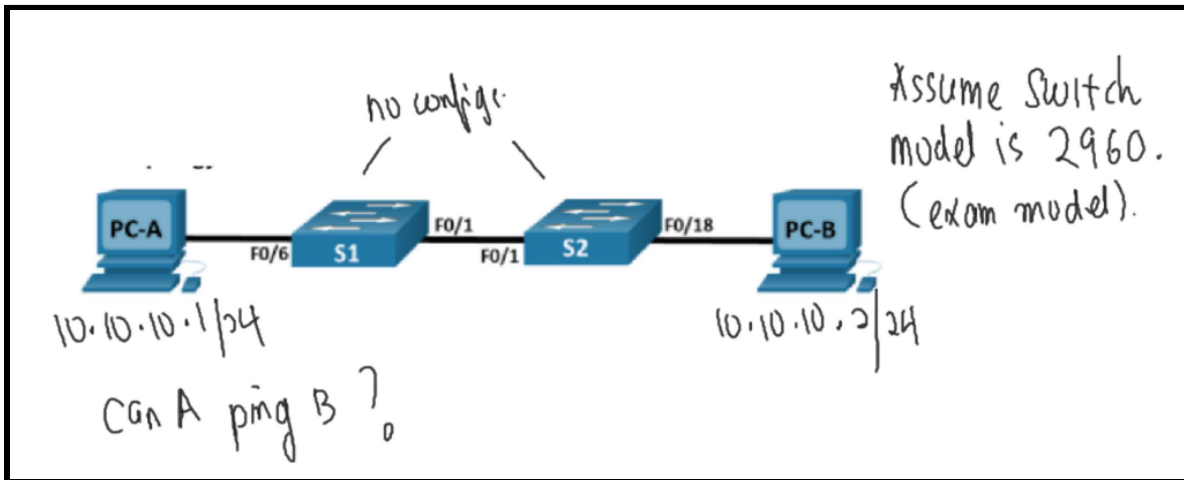 no configs.
Assume Switch
model is 2960.
(exam model).
PC-A
F0/6
S1
F0/1
F0/1
S2
F0/18
PC-B
10.10.10.1/24
10.10.10.2/24
Can A ping B ?